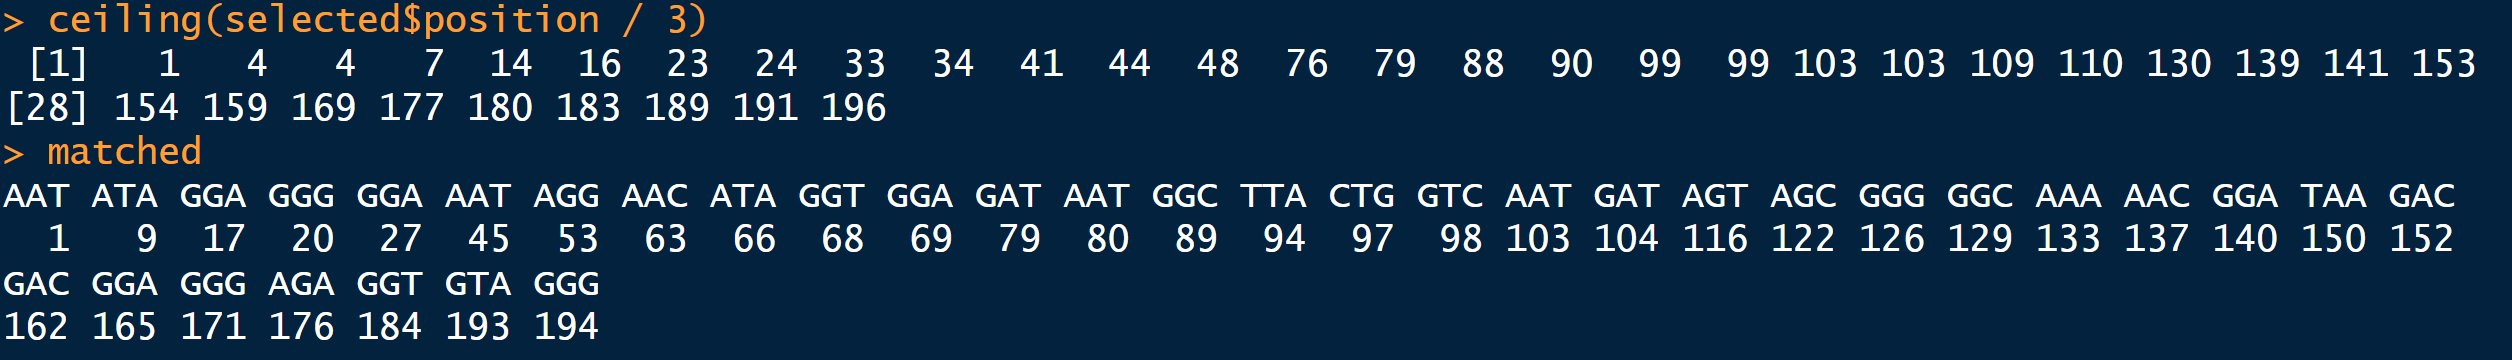 > ceiling(selected$position / 3)
[1] 1 4 4 7 14 16 23 24 33 34 41 44 48 76 79 88 90 99 99 103 103 109 110 130 139 141 153
[28] 154 159 169 177 180 183 189 191 196
> matched
AAT ATA GGA GGG GGA AAT AGG AAC ATA GGT GGA GAT AAT GGC TTA CTG GTC AAT GAT AGT AGC GGG GGC AAA AAC GGA TAA GAC
1 9 17 20 27 45 53 63 66 68 69 79 80 89 94 97 98 103 104 116 122 126 129 133 137 140 150 152
GAC GGA GGG AGA GGT GTA GGG
162 165 171 176 184 193 194